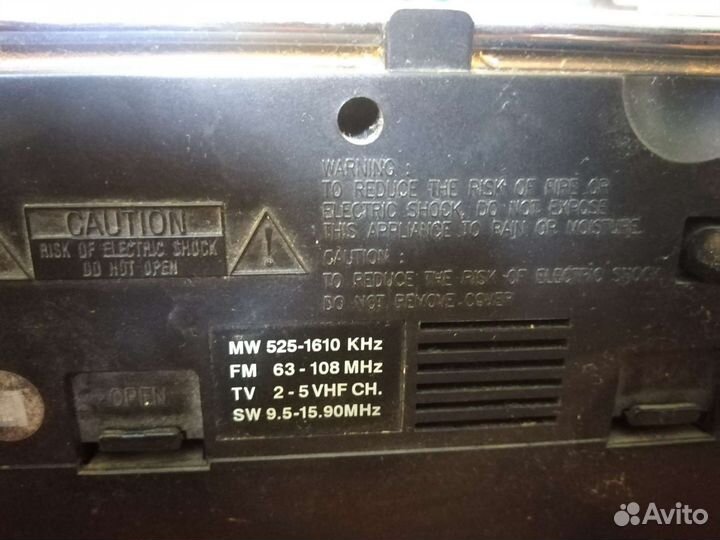 WARNING :
TO REDUCE THE RISK OF FIRE OR
ELECTRIC SHOCK, DO NOT EXPOSE
THIS APPLIANCE TO RAIN OR MOISTURE.
CAUTION :
TO REDUCE THE RISK OF ELECTRIC SHOCK
DO NOT REMOVE COVER
CAUTION
RISK OF ELECTRIC SHOCK
DO NOT OPEN
!
MW 525-1610 KHz
FM 63 - 108 MHz
TV 2 - 5 VHF CH.
SW 9.5-15.90MHz
OPEN
Avito